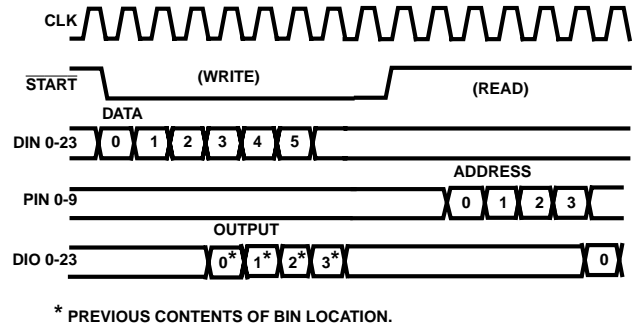 CLK
START (WRITE) (READ)
DATA
DIN 0-23 0 1 2 3 4 5
ADDRESS
PIN 0-9 0 1 2 3
OUTPUT
DIO 0-23 0* 1* 2* 3* 0
* PREVIOUS CONTENTS OF BIN LOCATION.